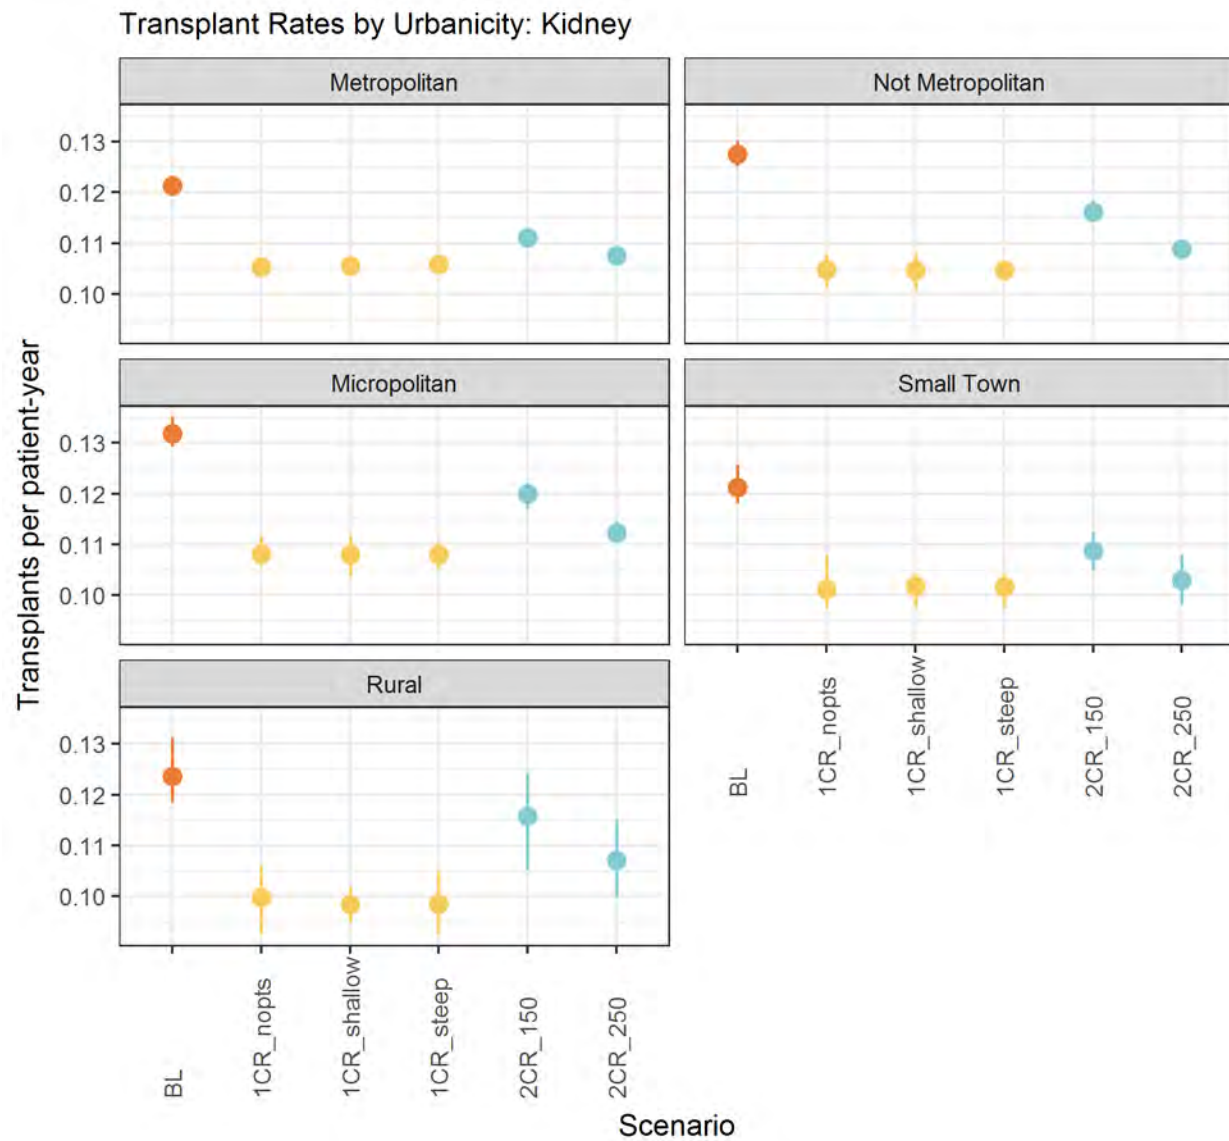 Transplant Rates by Urbanicity: Kidney
Metropolitan
Not Metropolitan
0.13
0.12
0.11
0.10
Micropolitan
Small Town
0.13
0.12
0.11
0.10
Rural
0.13
0.12
0.11
0.10
Transplants per patient-year
BL
1CR_nopts
1CR_shallow
1CR_steep
2CR_150
2CR_250
BL
1CR_nopts
1CR_shallow
1CR_steep
2CR_150
2CR_250
Scenario